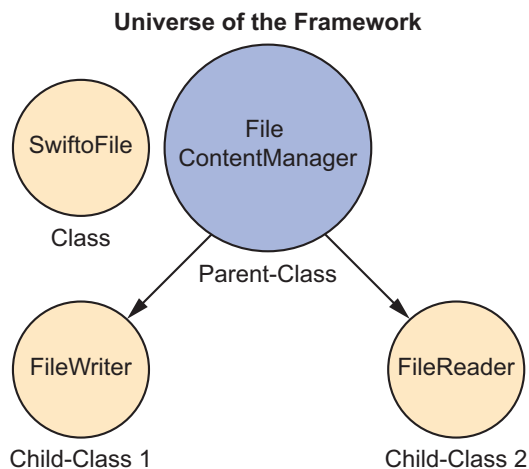 Universe of the Framework
SwiftoFile
File
ContentManager
Class
Parent-Class
FileWriter
FileReader
Child-Class 1
Child-Class 2